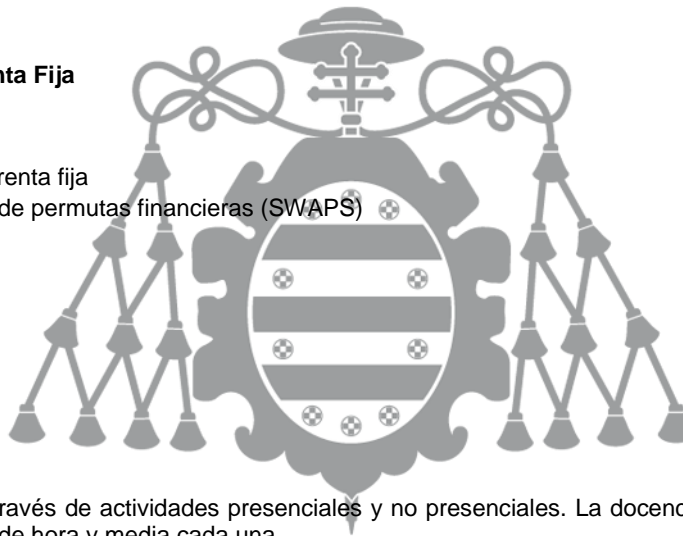 ta Fija
renta fija
de permutas financieras (SWAPS)
ravés de actividades presenciales y no presenciales. La docenc
de hora y media cada una.